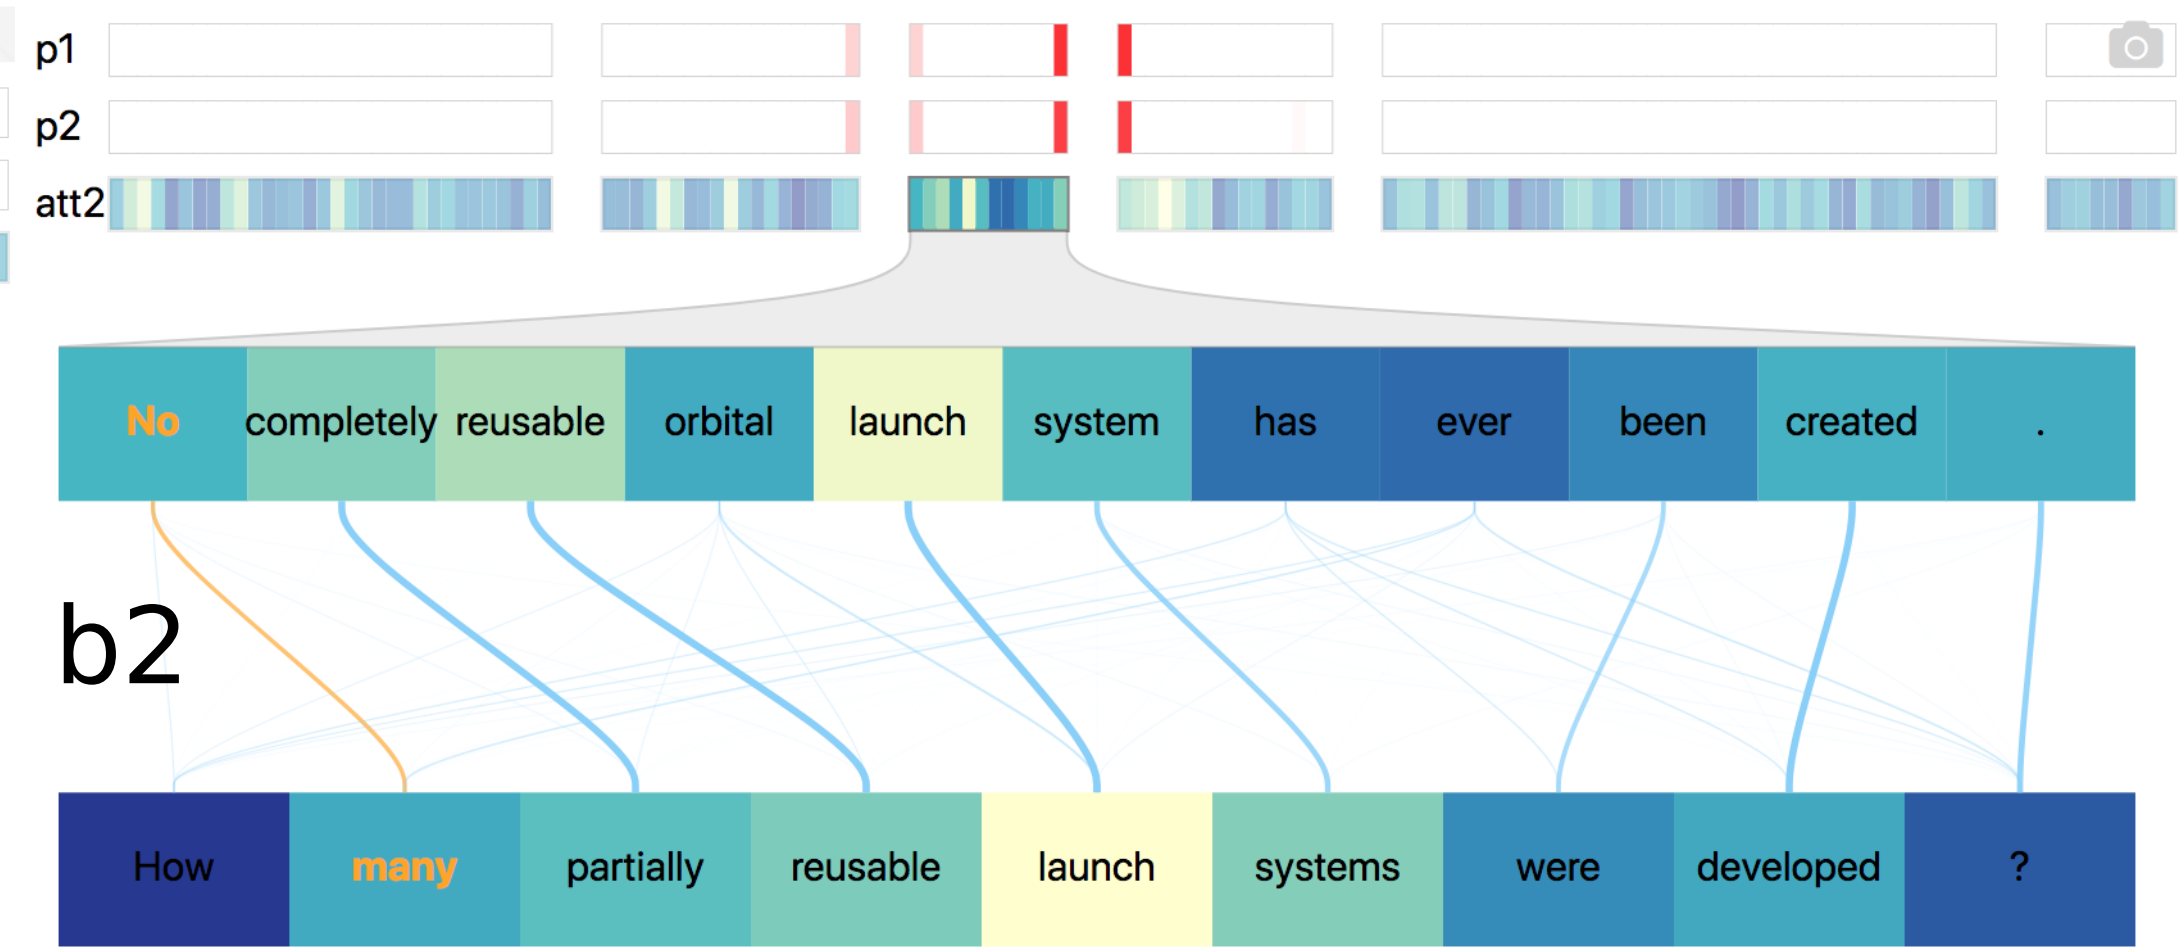 p1
p2
att2
No completely reusable orbital launch system has ever been created .
b2
How many partially reusable launch systems were developed ?